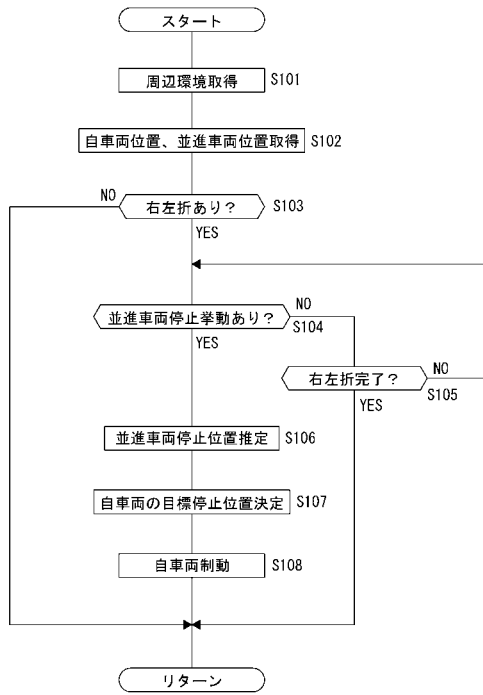 スタート
周辺環境取得 S101
自車両位置、並進車両位置取得 S102
NO 右左折あり? S103
YES
並進車両停止挙動あり? NO S104
YES
右左折完了? NO S105
YES
並進車両停止位置推定 S106
自車両の目標停止位置決定 S107
自車両制動 S108
リターン